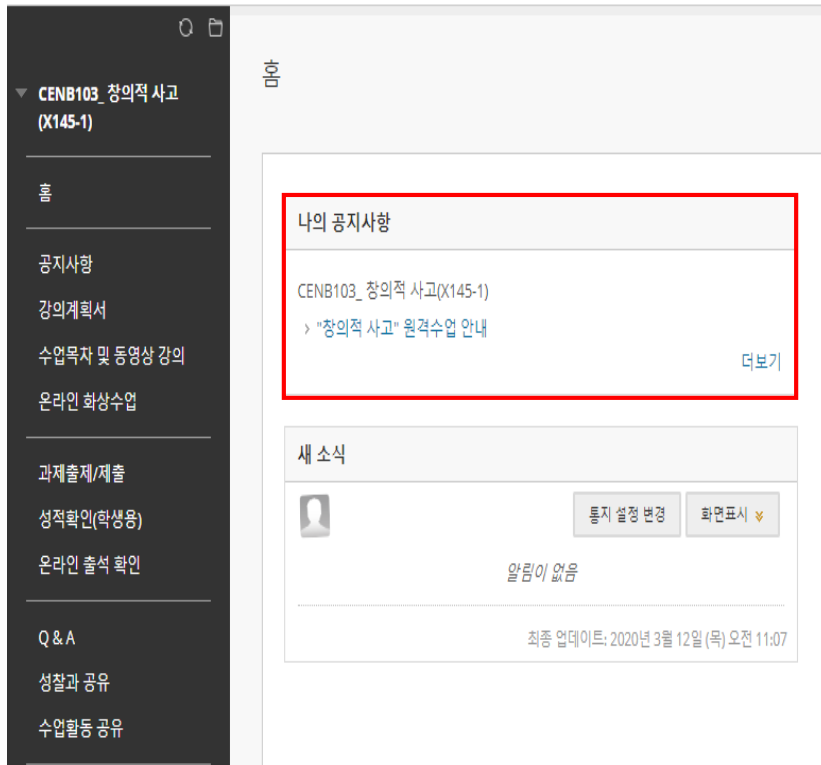 CENB103_ 창의적 사고
(X145-1)
홈
공지사항
강의계획서
수업목차 및 동영상 강의
온라인 화상수업
과제출제/제출
성적확인(학생용)
온라인 출석 확인
Q & A
성찰과 공유
수업활동 공유
홈
나의 공지사항
CENB103_ 창의적 사고(X145-1)
› "창의적 사고" 원격수업 안내
더보기
새 소식
통지 설정 변경 화면표시
알림이 없음
최종 업데이트: 2020년 3월 12일 (목) 오전 11:07